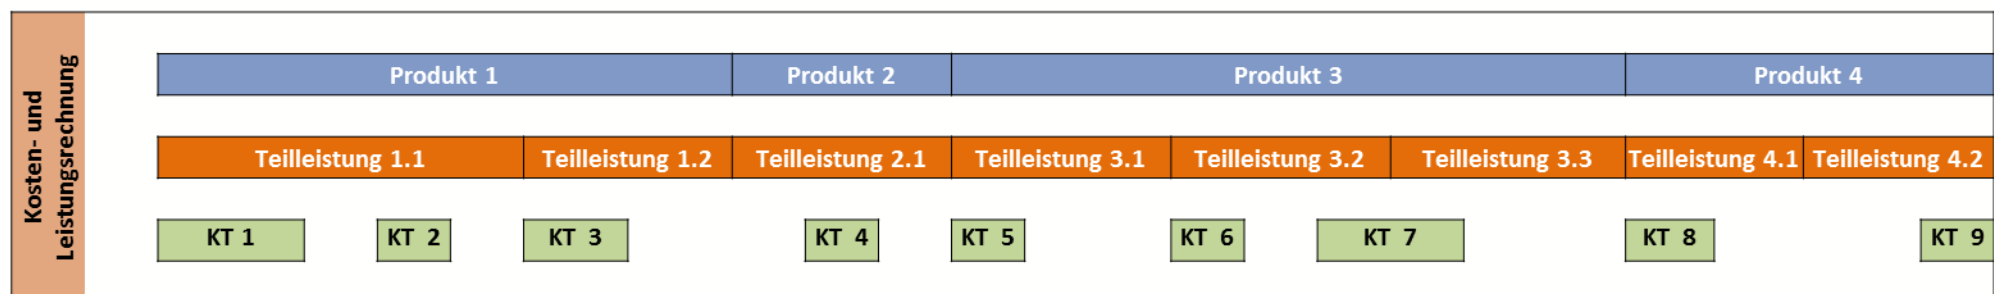 Kosten- und
Leistungsrechnung
Produkt 1 Produkt 2 Produkt 3 Produkt 4
Teilleistung 1.1 Teilleistung 1.2 Teilleistung 2.1 Teilleistung 3.1 Teilleistung 3.2 Teilleistung 3.3 Teilleistung 4.1 Teilleistung 4.2
KT 1 KT 2 KT 3 KT 4 KT 5 KT 6 KT 7 KT 8 KT 9